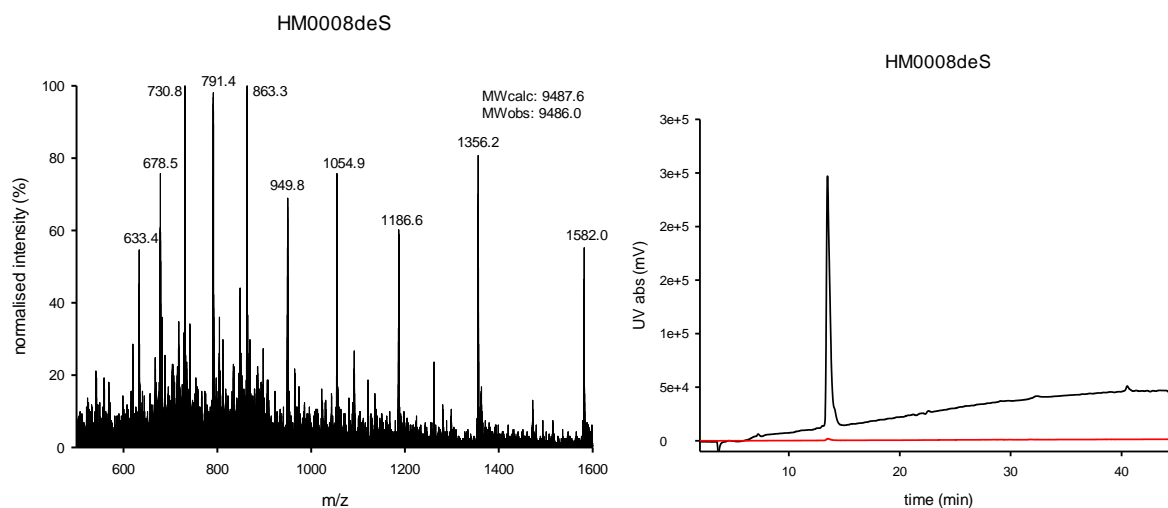 HM0008deS
100
80
60
40
20
0
normalised intensity (%)
600
800
1000
1200
1400
1600
m/z
633.4
678.5
730.8
791.4
863.3
949.8
1054.9
1186.6
1356.2
1582.0
MWcalc: 9487.6
MWobs: 9486.0
HM0008deS
3e+5
3e+5
2e+5
2e+5
1e+5
5e+4
0
UV abs (mV)
10
20
30
40
time (min)